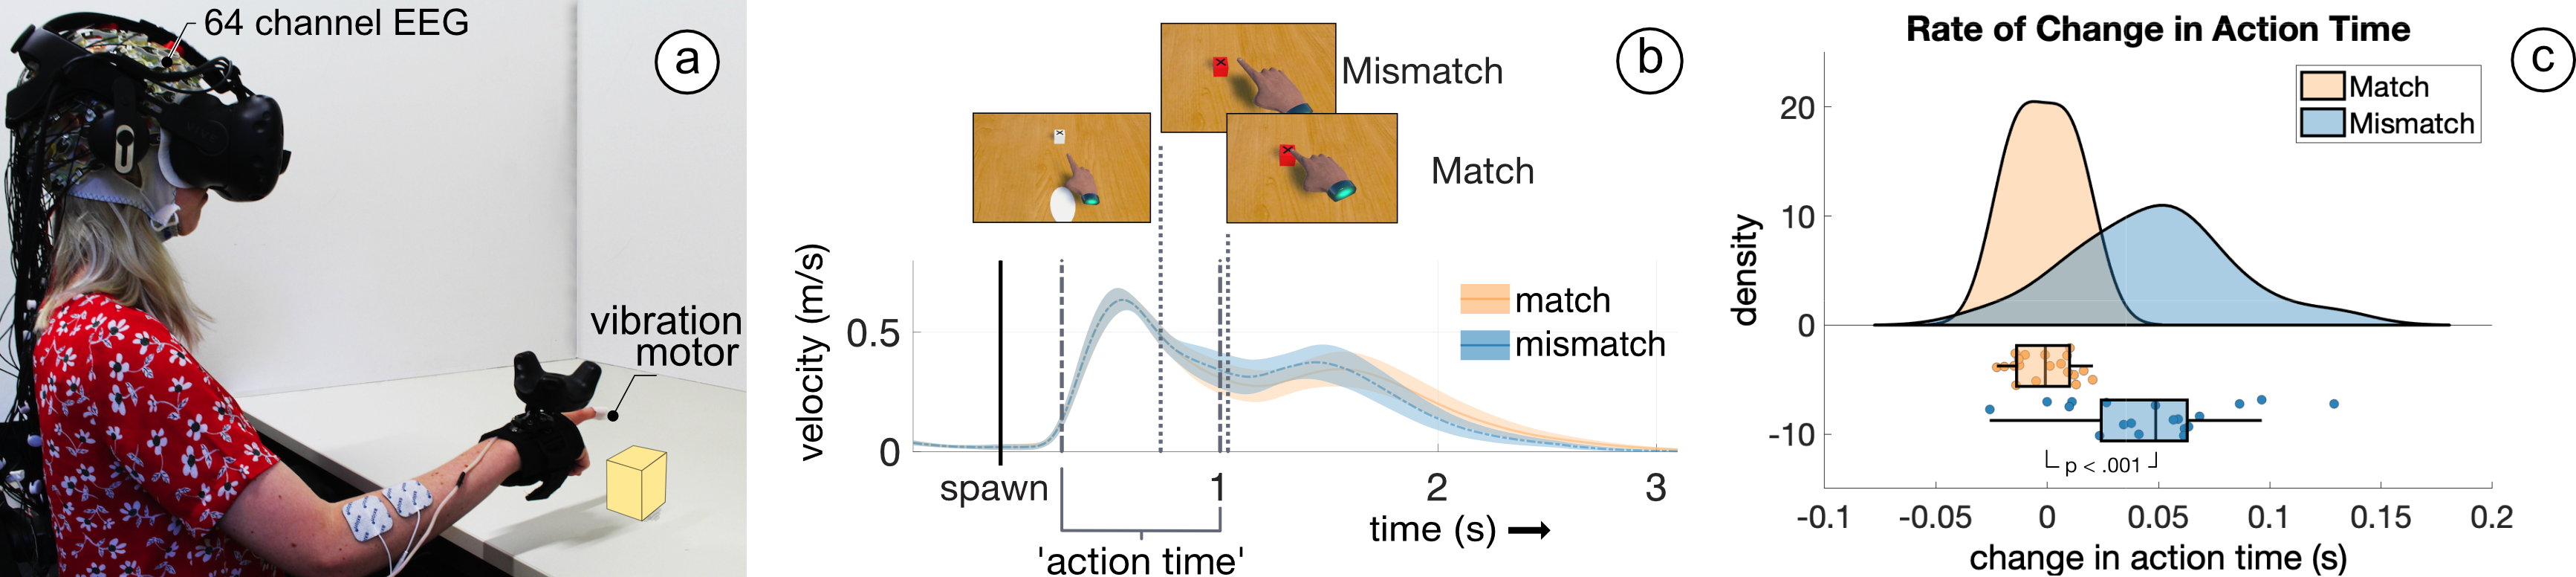 64 channel EEG
a
vibration
motor
b
Mismatch
Match
velocity (m/s)
0.5
0
match
mismatch
spawn
1
2
3
time (s)
'action time'
c
Rate of Change in Action Time
Match
Mismatch
density
20
10
0
-10
p < .001
-0.1
-0.05
0
0.05
0.1
0.15
0.2
change in action time (s)